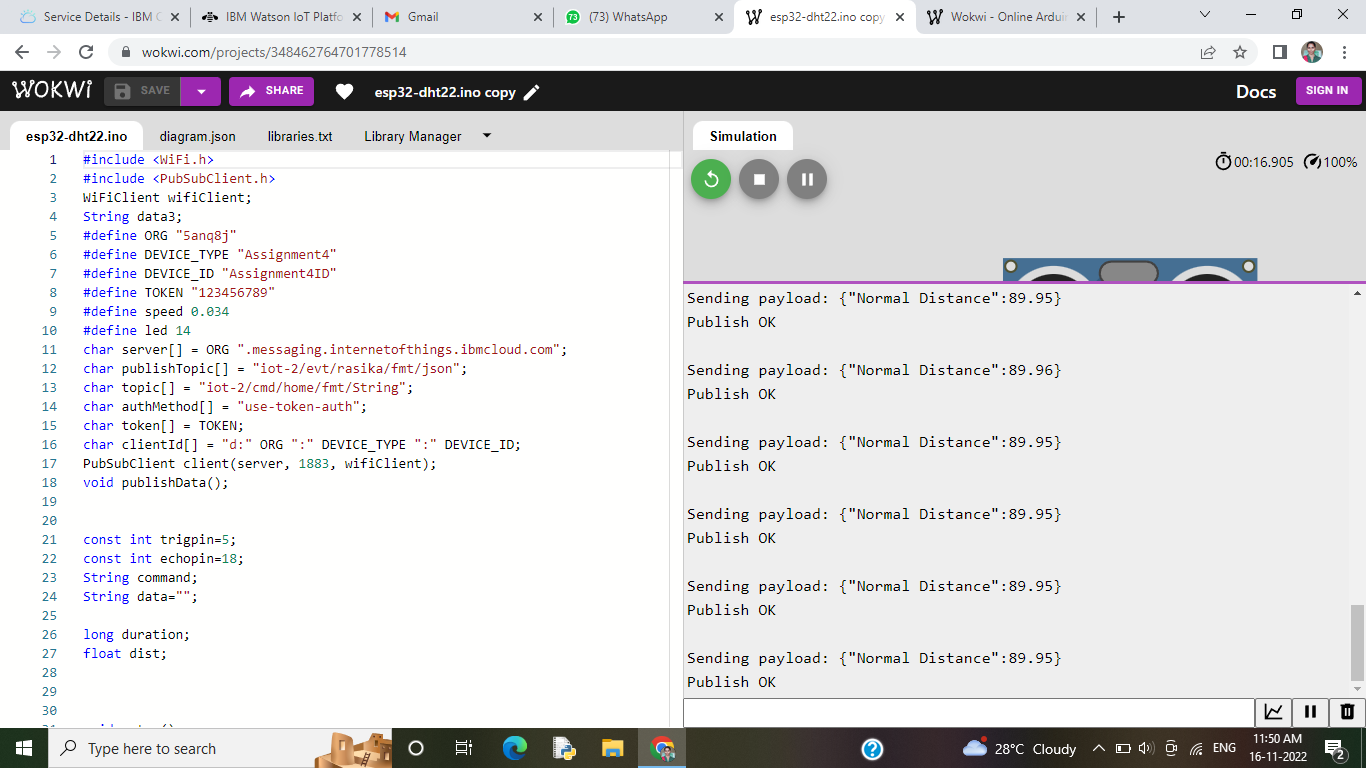 Service Details - IBM C
IBM Watson IoT Platfo
Gmail
(73) WhatsApp
esp32-dht22.ino copy
Wokwi - Online Ardui
wokwi.com/projects/348462764701778514
WOKWI
SAVE
SHARE
esp32-dht22.ino copy
Docs
SIGN IN
esp32-dht22.ino
diagram.json
libraries.txt
Library Manager
Simulation
00:16.905
100%
1 #include <WiFi.h>
2 #include <PubSubClient.h>
3 WiFiClient wifiClient;
4 String data3;
5 #define ORG "5anq8j"
6 #define DEVICE_TYPE "Assignment4"
7 #define DEVICE_ID "Assignment4ID"
8 #define TOKEN "123456789"
9 #define speed 0.034
10 #define led 14
11 char server[] = ORG ".messaging.internetofthings.ibmcloud.com";
12 char publishTopic[] = "iot-2/evt/rasika/fmt/json";
13 char topic[] = "iot-2/cmd/home/fmt/String";
14 char authMethod[] = "use-token-auth";
15 char token[] = TOKEN;
16 char clientId[] = "d:" ORG ":" DEVICE_TYPE ":" DEVICE_ID;
17 PubSubClient client(server, 1883, wifiClient);
18 void publishData();
19
20
21 const int trigpin=5;
22 const int echopin=18;
23 String command;
24 String data="";
25
26 long duration;
27 float dist;
28
29
30
Sending payload: {"Normal Distance":89.95}
Publish OK
Sending payload: {"Normal Distance":89.96}
Publish OK
Sending payload: {"Normal Distance":89.95}
Publish OK
Sending payload: {"Normal Distance":89.95}
Publish OK
Sending payload: {"Normal Distance":89.95}
Publish OK
Sending payload: {"Normal Distance":89.95}
Publish OK
Type here to search
28°C Cloudy
ENG
11:50 AM
16-11-2022
2